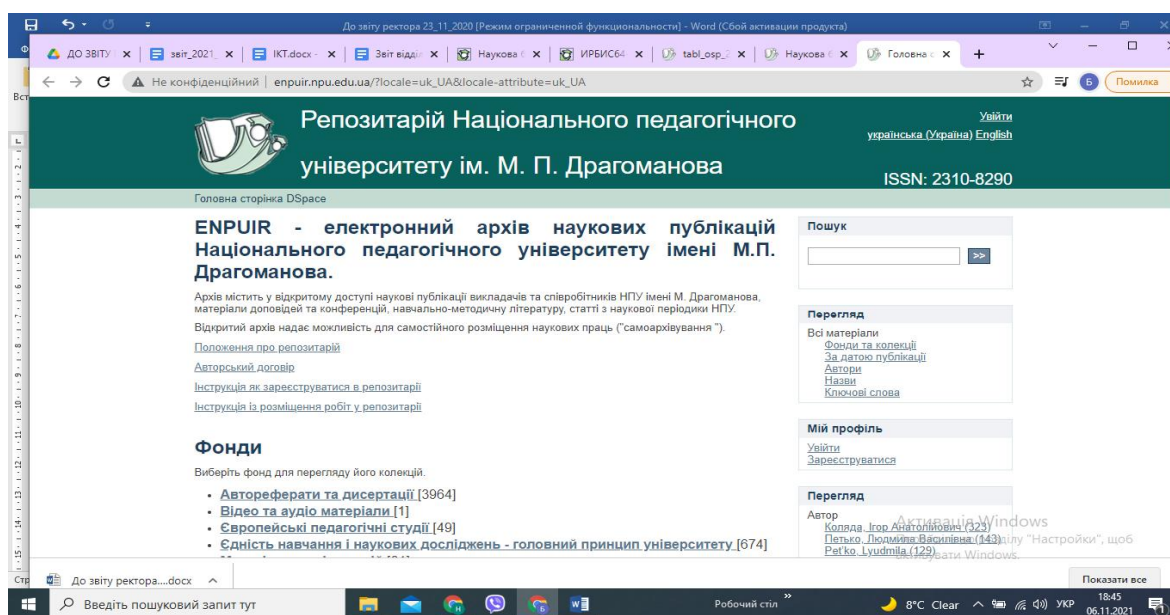 До звіту ректора 23_11_2020 [Режим ограниченной функциональности] - Word (Сбой активации продукта)
ДО ЗВІТУ
звіт_2021_
ІКТ.docx -
Звіт відді
Наукова б
ИРБИС64
tabl_osp_2
Наукова б
Головна с
Не конфіденційний | enpuir.npu.edu.ua/?locale=uk_UA&locale-attribute=uk_UA
Б
Помилка
Вст
Репозитарій Національного педагогічного
університету ім. М. П. Драгоманова
Увійти
українська (Україна) English
ISSN: 2310-8290
Головна сторінка DSpace
ENPUIR - електронний архів наукових публікацій
Національного педагогічного університету імені М.П.
Драгоманова.
Архів містить у відкритому доступі наукові публікації викладачів та співробітників НПУ імені М. Драгоманова,
матеріали доповідей та конференцій, навчально-методичну літературу, статті з наукової періодики НПУ.
Відкритий архів надає можливість для самостійного розміщення наукових праць ("самоархівування ").
Положення про репозитарій
Авторський договір
Інструкція як зареєструватися в репозитарії
Інструкція із розміщення робіт у репозитарії
Фонди
Виберіть фонд для перегляду його колекцій.
Автореферати та дисертації [3964]
Відео та аудіо матеріали [1]
Європейські педагогічні студії [49]
Єдність навчання і наукових досліджень - головний принцип університету [674]
Пошук
>>
Перегляд
Всі матеріали
Фонди та колекції
За датою публікації
Автори
Назви
Ключові слова
Мій профіль
Увійти
Зареєструватися
Перегляд
Автор
Коляда, Ігор Анатолійович (323)
Петько, Людмила Василівна (143)
Pet'ko, Lyudmila (129)
Активація Windows
"Настройки", щоб
активувати Windows.
Стр
До звіту ректора....docx
Показати все
Введіть пошуковий запит тут
Робочий стіл
8°C Clear
УКР
18:45
06.11.2021